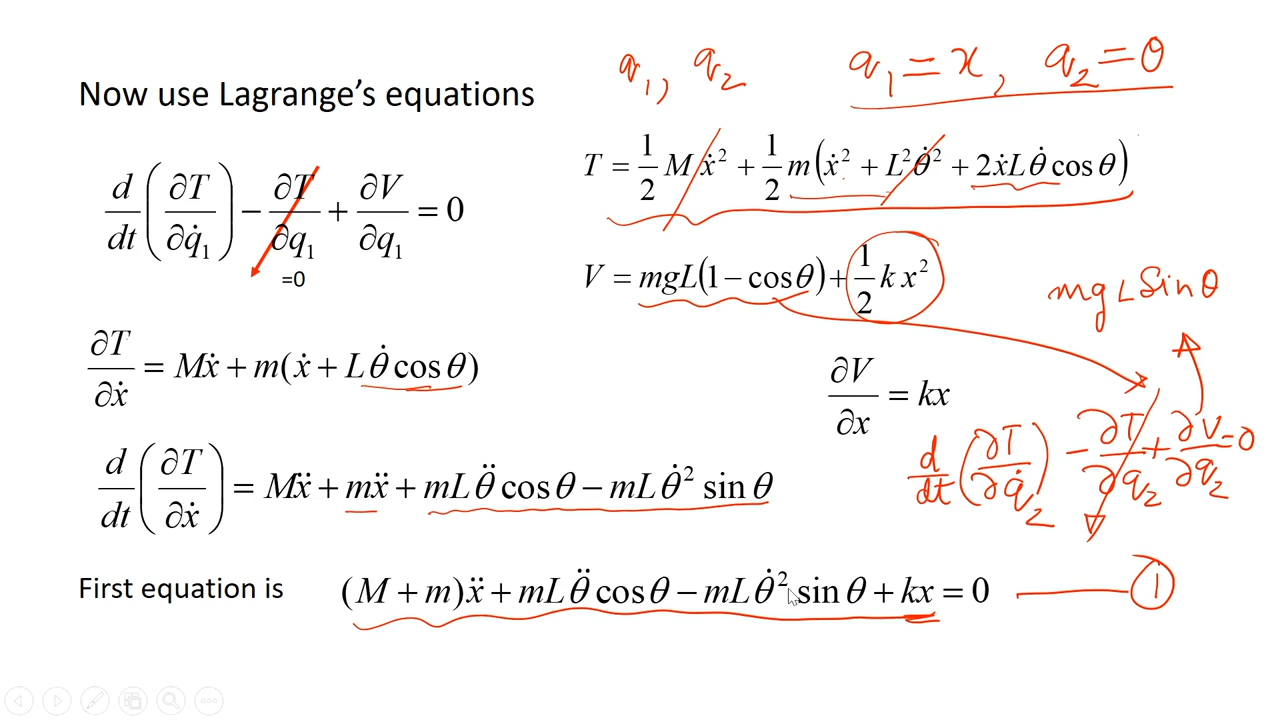 q₁, q₂
q₁ = x, q₂ = θ
Now use Lagrange's equations
d/dt (∂T/∂q̇₁) − ∂T/∂q₁ + ∂V/∂q₁ = 0
=0
T = 1/2 M ẋ² + 1/2 m(ẋ² + L²θ̇² + 2ẋLθ̇ cos θ)
V = mgL(1 − cos θ) + 1/2 k x²
mgL Sin θ
∂T/∂ẋ = Mẋ + m(ẋ + Lθ̇ cos θ)
∂V/∂x = kx
d/dt (∂T/∂q̇₂) − ∂T/∂q₂ + ∂V/∂q₂ = 0
d/dt (∂T/∂ẋ) = Mẍ + mẍ + mLθ̈ cos θ − mLθ̇² sin θ
First equation is (M + m)ẍ + mLθ̈ cos θ − mLθ̇² sin θ + kx = 0 ①